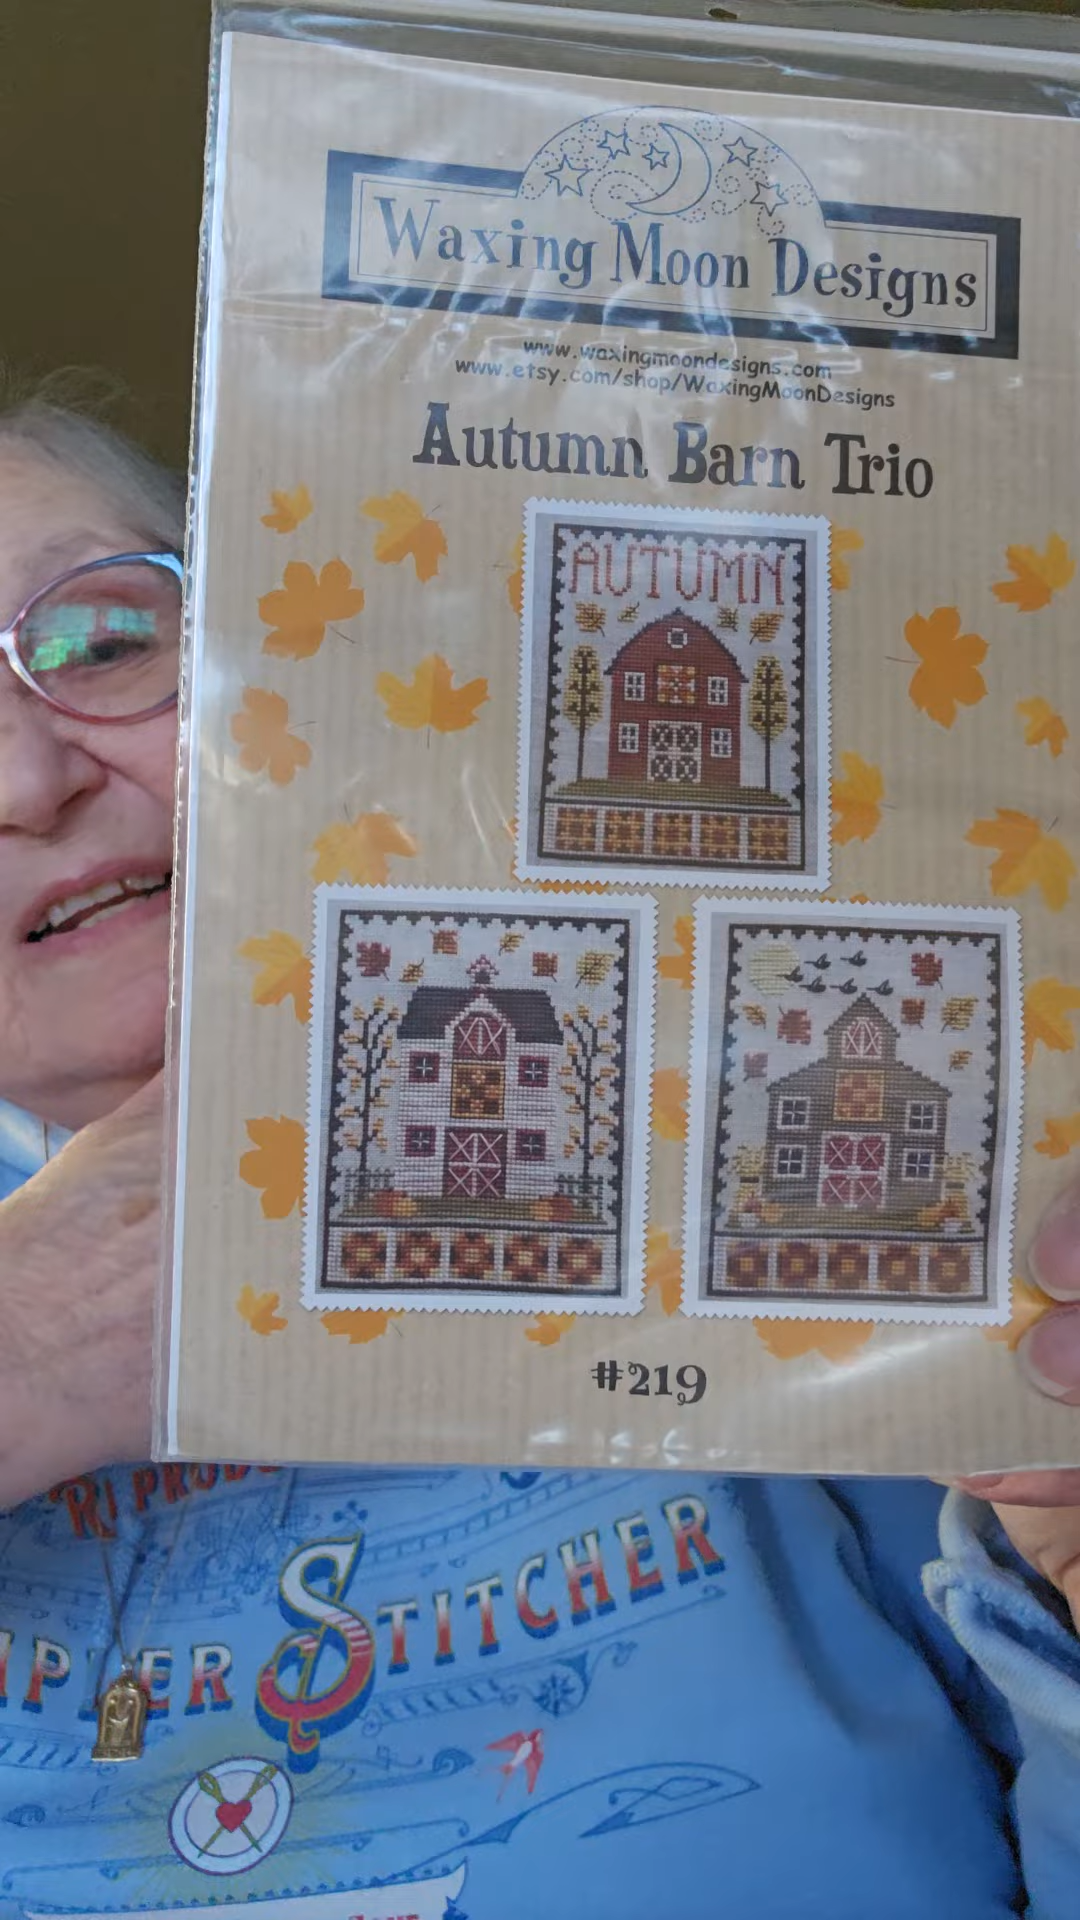 Waxing Moon Designs
www.waxingmoondesigns.com
www.etsy.com/shop/WaxingMoonDesigns
Autumn Barn Trio
AUTUMN
#219
STITCHER